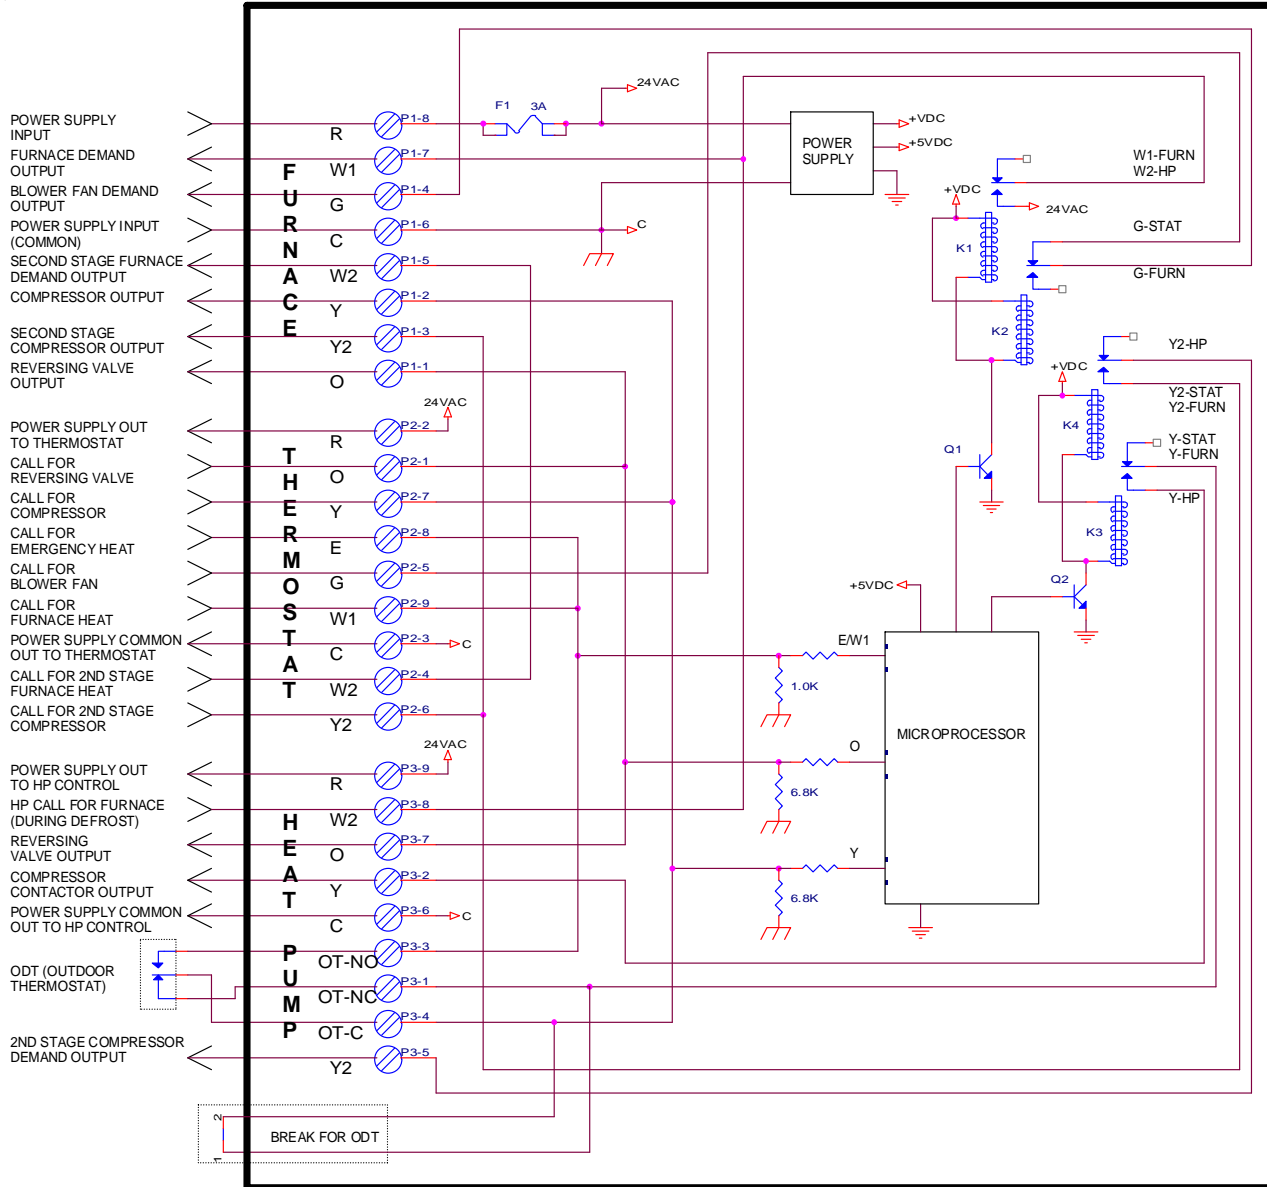 24VAC
F1 3A
POWER SUPPLY
INPUT
R
P1-8
+VDC
POWER
SUPPLY
+5VDC
FURNACE DEMAND
OUTPUT
W1
P1-7
W1-FURN
W2-HP
BLOWER FAN DEMAND
OUTPUT
G
P1-4
+VDC
24VAC
POWER SUPPLY INPUT
(COMMON)
C
P1-6
C
G-STAT
K1
SECOND STAGE FURNACE
DEMAND OUTPUT
W2
P1-5
G-FURN
COMPRESSOR OUTPUT
Y
P1-2
K2
SECOND STAGE
COMPRESSOR OUTPUT
Y2
P1-3
Y2-HP
REVERSING VALVE
OUTPUT
O
P1-1
FURNACE
+VDC
Y2-STAT
Y2-FURN
24VAC
POWER SUPPLY OUT
TO THERMOSTAT
R
P2-2
K4
Y-STAT
Y-FURN
CALL FOR
REVERSING VALVE
O
P2-1
Q1
CALL FOR
COMPRESSOR
Y
P2-7
Y-HP
CALL FOR
EMERGENCY HEAT
E
P2-8
K3
CALL FOR
BLOWER FAN
G
P2-5
+5VDC
Q2
CALL FOR
FURNACE HEAT
W1
P2-9
POWER SUPPLY COMMON
OUT TO THERMOSTAT
C
P2-3
C
E/W1
CALL FOR 2ND STAGE
FURNACE HEAT
W2
P2-4
1.0K
CALL FOR 2ND STAGE
COMPRESSOR
Y2
P2-6
THERMOSTAT
MICROPROCESSOR
24VAC
O
POWER SUPPLY OUT
TO HP CONTROL
R
P3-9
6.8K
HP CALL FOR FURNACE
(DURING DEFROST)
W2
P3-8
REVERSING
VALVE OUTPUT
O
P3-7
Y
COMPRESSOR
CONTACTOR OUTPUT
Y
P3-2
6.8K
POWER SUPPLY COMMON
OUT TO HP CONTROL
C
P3-6
C
OT-NO
P3-3
ODT (OUTDOOR
THERMOSTAT)
OT-NC
P3-1
OT-C
P3-4
2ND STAGE COMPRESSOR
DEMAND OUTPUT
Y2
P3-5
HEAT PUMP
2
BREAK FOR ODT
1